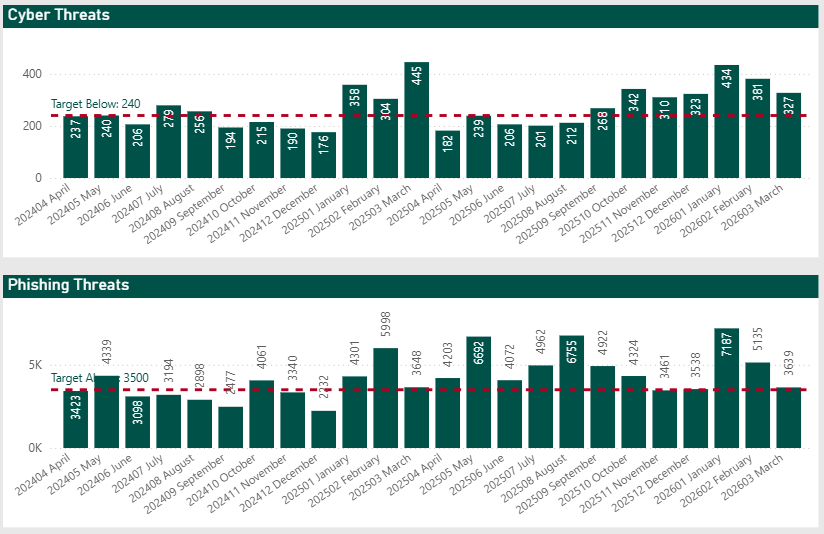 Cyber Threats
400
200
0
Target Below: 240
237 240 206 279 256 194 215 190 176 358 304 445 182 239 206 201 212 268 342 310 323 434 381 327
202404 April 202405 May 202406 June 202407 July 202408 August 202409 September 202410 October 202411 November 202412 December 202501 January 202502 February 202503 March 202504 April 202505 May 202506 June 202507 July 202508 August 202509 September 202510 October 202511 November 202512 December 202601 January 202602 February 202603 March
Phishing Threats
5K
0K
Target 3500
3423 4339 3098 3194 2898 2477 4061 3340 4301 5998 3648 4203 6692 4072 4962 6755 4922 4324 3461 3538 7187 5135 3639
202404 April 202405 May 202406 June 202407 July 202408 August 202409 September 202410 October 202411 November 202412 December 202501 January 202502 February 202503 March 202504 April 202505 May 202506 June 202507 July 202508 August 202509 September 202510 October 202511 November 202512 December 202601 January 202602 February 202603 March